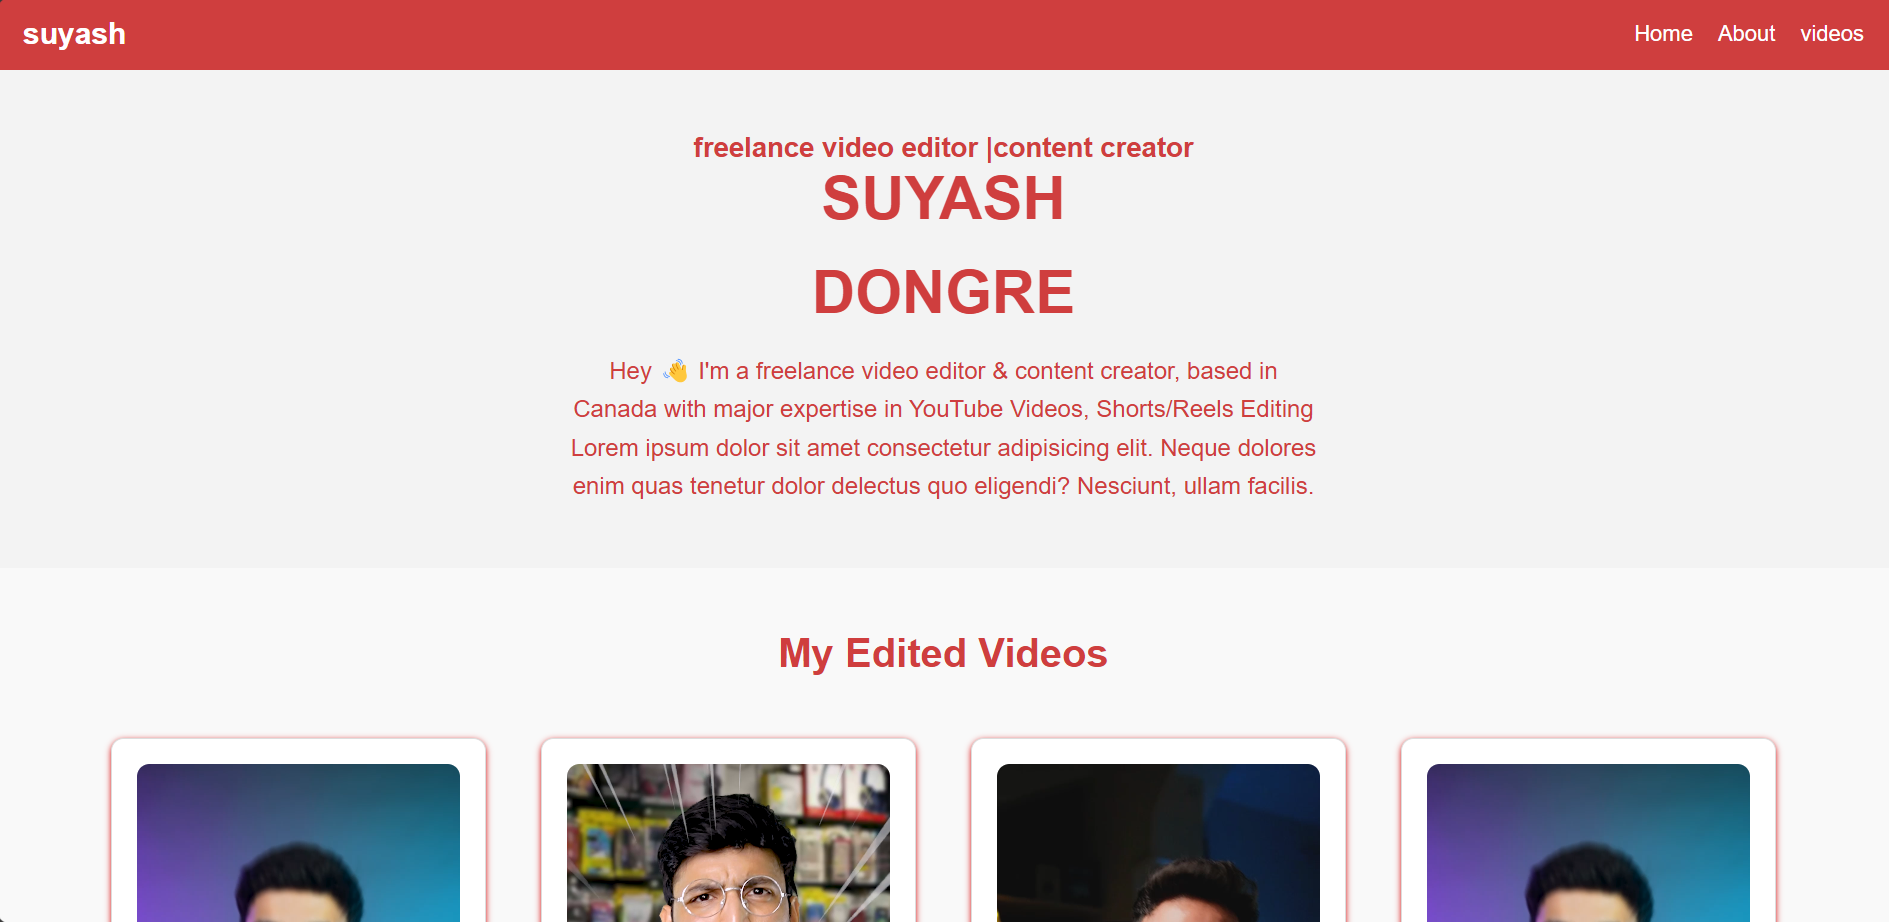 suyash
Home About videos
freelance video editor |content creator
SUYASH
DONGRE
Hey 👋 I'm a freelance video editor & content creator, based in
Canada with major expertise in YouTube Videos, Shorts/Reels Editing
Lorem ipsum dolor sit amet consectetur adipisicing elit. Neque dolores
enim quas tenetur dolor delectus quo eligendi? Nesciunt, ullam facilis.
My Edited Videos